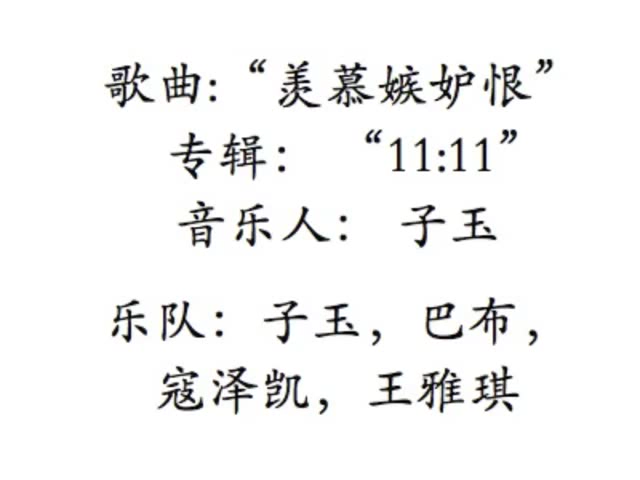 歌曲:“羡慕嫉妒恨”
专辑: “11:11”
音乐人: 子玉
乐队: 子玉, 巴布,
寇泽凯, 王雅琪